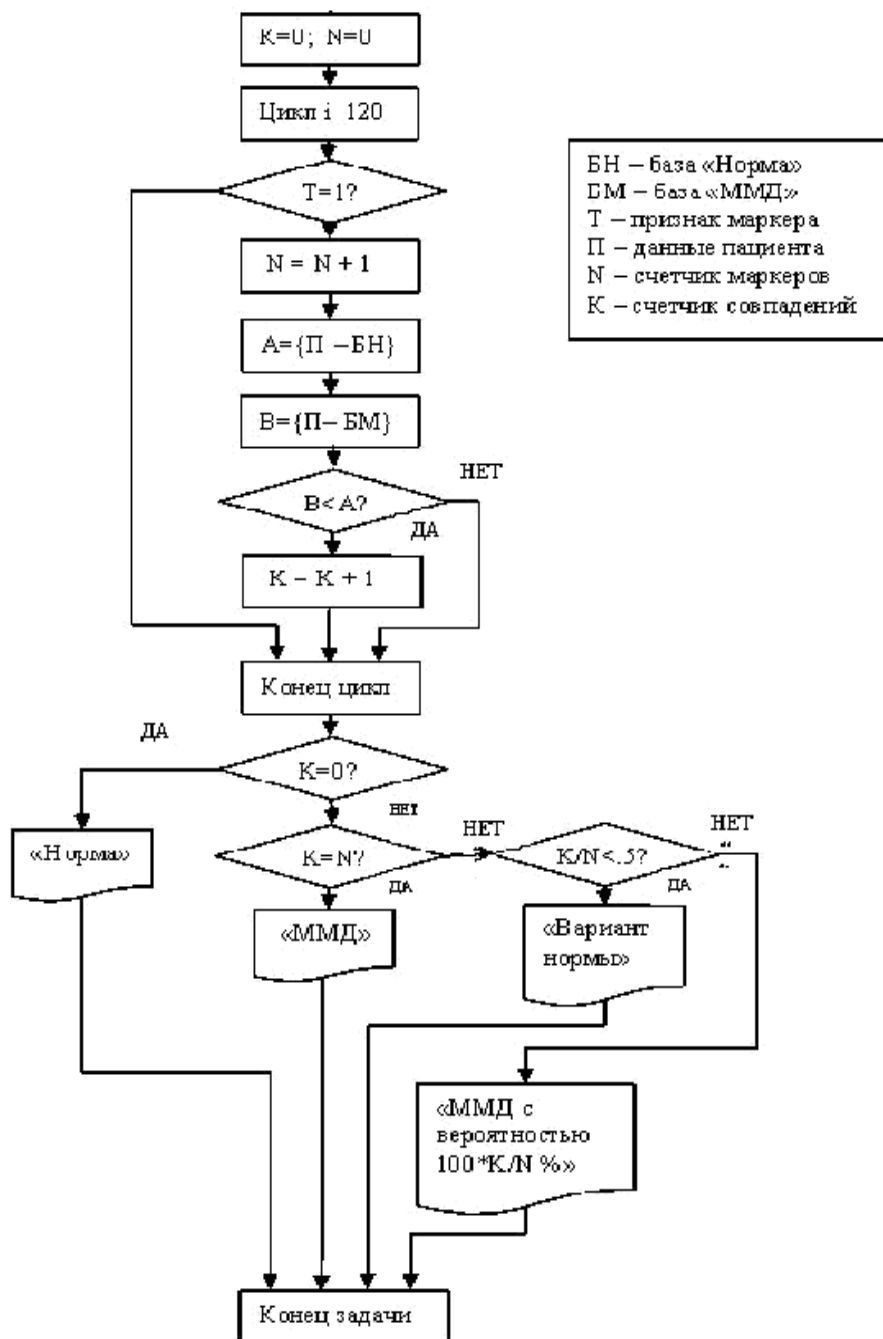 K=0; N=0
Цикл i 120
БН – база «Норма»
БМ – база «ММД»
Т – признак маркера
П – данные пациента
N – счетчик маркеров
К – счетчик совпадений
T=1?
N = N + 1
A={П –БН}
B={П– БМ}
НЕТ
B< A?
ДА
K – K + 1
Конец цикл
ДА
K=0?
НЕТ
«Норма»
K=N?
НЕТ
ДА
K/N<.5?
НЕТ
ДА
«ММД»
«Вариант
нормы»
«ММД с
вероятностью
100*K/N %»
Конец задачи